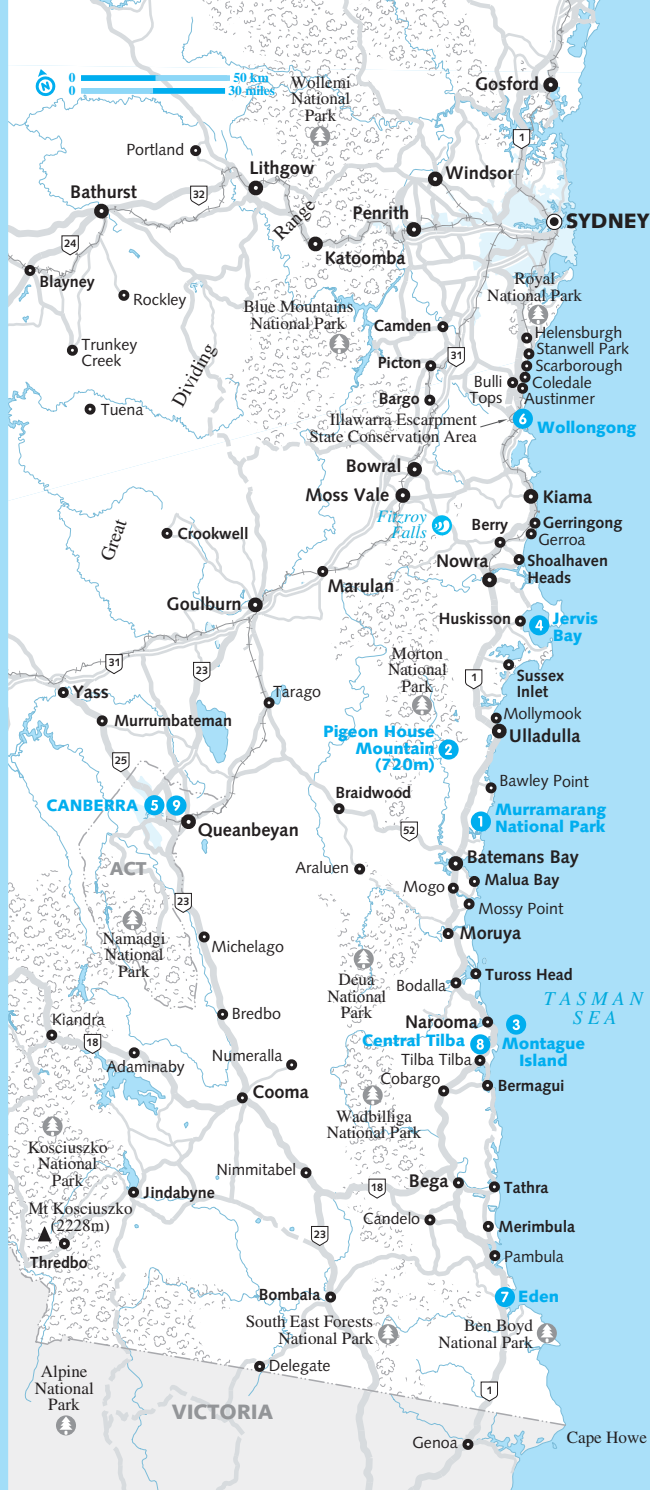 Gosford
N
0 50 km
0 30 miles
Wollemi
National
Park
1
Portland
Lithgow
Windsor
32
Bathurst
Range
Penrith
SYDNEY
24
Katoomba
Blayney
Rockley
Royal
National Park
Blue Mountains
National Park
Camden
Helensburgh
Stanwell Park
Scarborough
Coledale
Austinmer
Trunkey
Creek
31
Picton
Dividing
Bulli
Tops
Bargo
Tuena
Illawarra Escarpment
State Conservation Area
6 Wollongong
Bowral
Moss Vale
Kiama
Fitzroy
Falls
Great
Crookwell
Berry
Gerringong
Gerroa
Nowra
Shoalhaven
Heads
Marulan
Goulburn
Huskisson
4 Jervis
Bay
Morton
National
Park
31
23
1
Sussex
Inlet
Yass
Tarago
Murrumbateman
Mollymook
Ulladulla
Pigeon House
Mountain 2
(720m)
25
Bawley Point
Braidwood
CANBERRA 5 9
Queanbeyan
1 Murramarang
National Park
52
Batemans Bay
ACT
Araluen
Malua Bay
Mogo
Mossy Point
23
Moruya
Namadgi
National
Park
Michelago
Deua
National
Park
Tuross Head
Bodalla
TASMAN
SEA
Bredbo
Kiandra
18
Narooma
3
Montague
Island
Central Tilba 8
Tilba Tilba
Adaminaby
Numeralla
Cobargo
Bermagui
Cooma
Wadbilliga
National Park
Kosciuszko
National
Park
Nimmitabel
18
Bega
Tathra
Jindabyne
Mt Kosciuszko
(2228m)
Candelo
Merimbula
23
Thredbo
Pambula
Bombala
7 Eden
South East Forests
National Park
Ben Boyd
National Park
Delegate
Alpine
National
Park
1
VICTORIA
Genoa
Cape Howe